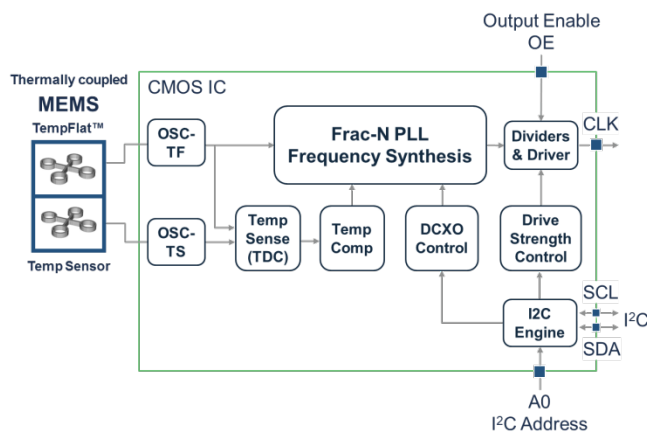 Output Enable
OE
Thermally coupled
MEMS
TempFlat™
CMOS IC
OSC-
TF
Frac-N PLL
Frequency Synthesis
Dividers
& Driver
CLK
OSC-
TS
Temp
Sense
(TDC)
Temp
Comp
DCXO
Control
Drive
Strength
Control
Temp Sensor
I2C
Engine
SCL
I²C
SDA
A0
I²C Address